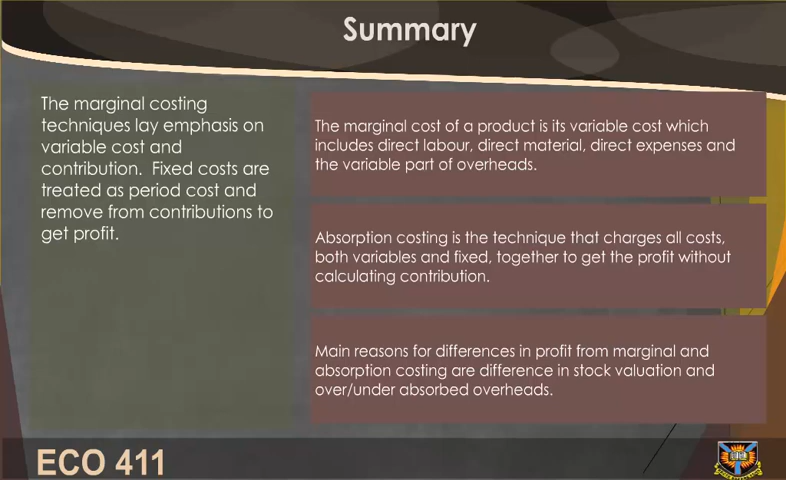 Summary
The marginal costing
techniques lay emphasis on
variable cost and
contribution. Fixed costs are
treated as period cost and
remove from contributions to
get profit.
The marginal cost of a product is its variable cost which
includes direct labour, direct material, direct expenses and
the variable part of overheads.
Absorption costing is the technique that charges all costs,
both variables and fixed, together to get the profit without
calculating contribution.
Main reasons for differences in profit from marginal and
absorption costing are difference in stock valuation and
over/under absorbed overheads.
ECO 411